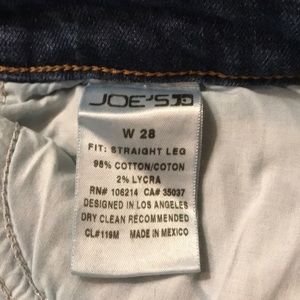 JOE'S
W 28
FIT: STRAIGHT LEG
98% COTTON/COTON
2% LYCRA
RN# 106214 CA# 35037
DESIGNED IN LOS ANGELES
DRY CLEAN RECOMMENDED
CL#119M MADE IN MEXICO